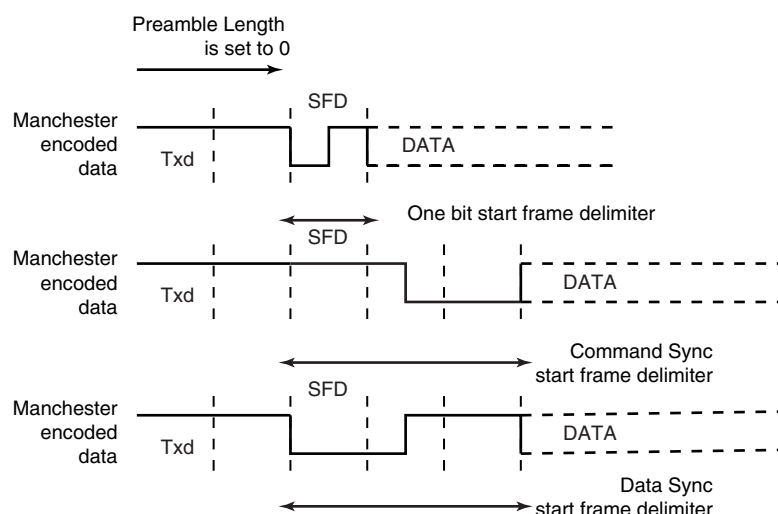 Preamble Length
is set to 0
SFD
Manchester
encoded
data
Txd
DATA
One bit start frame delimiter
SFD
Manchester
encoded
data
Txd
DATA
Command Sync
start frame delimiter
SFD
Manchester
encoded
data
Txd
DATA
Data Sync
start frame delimiter